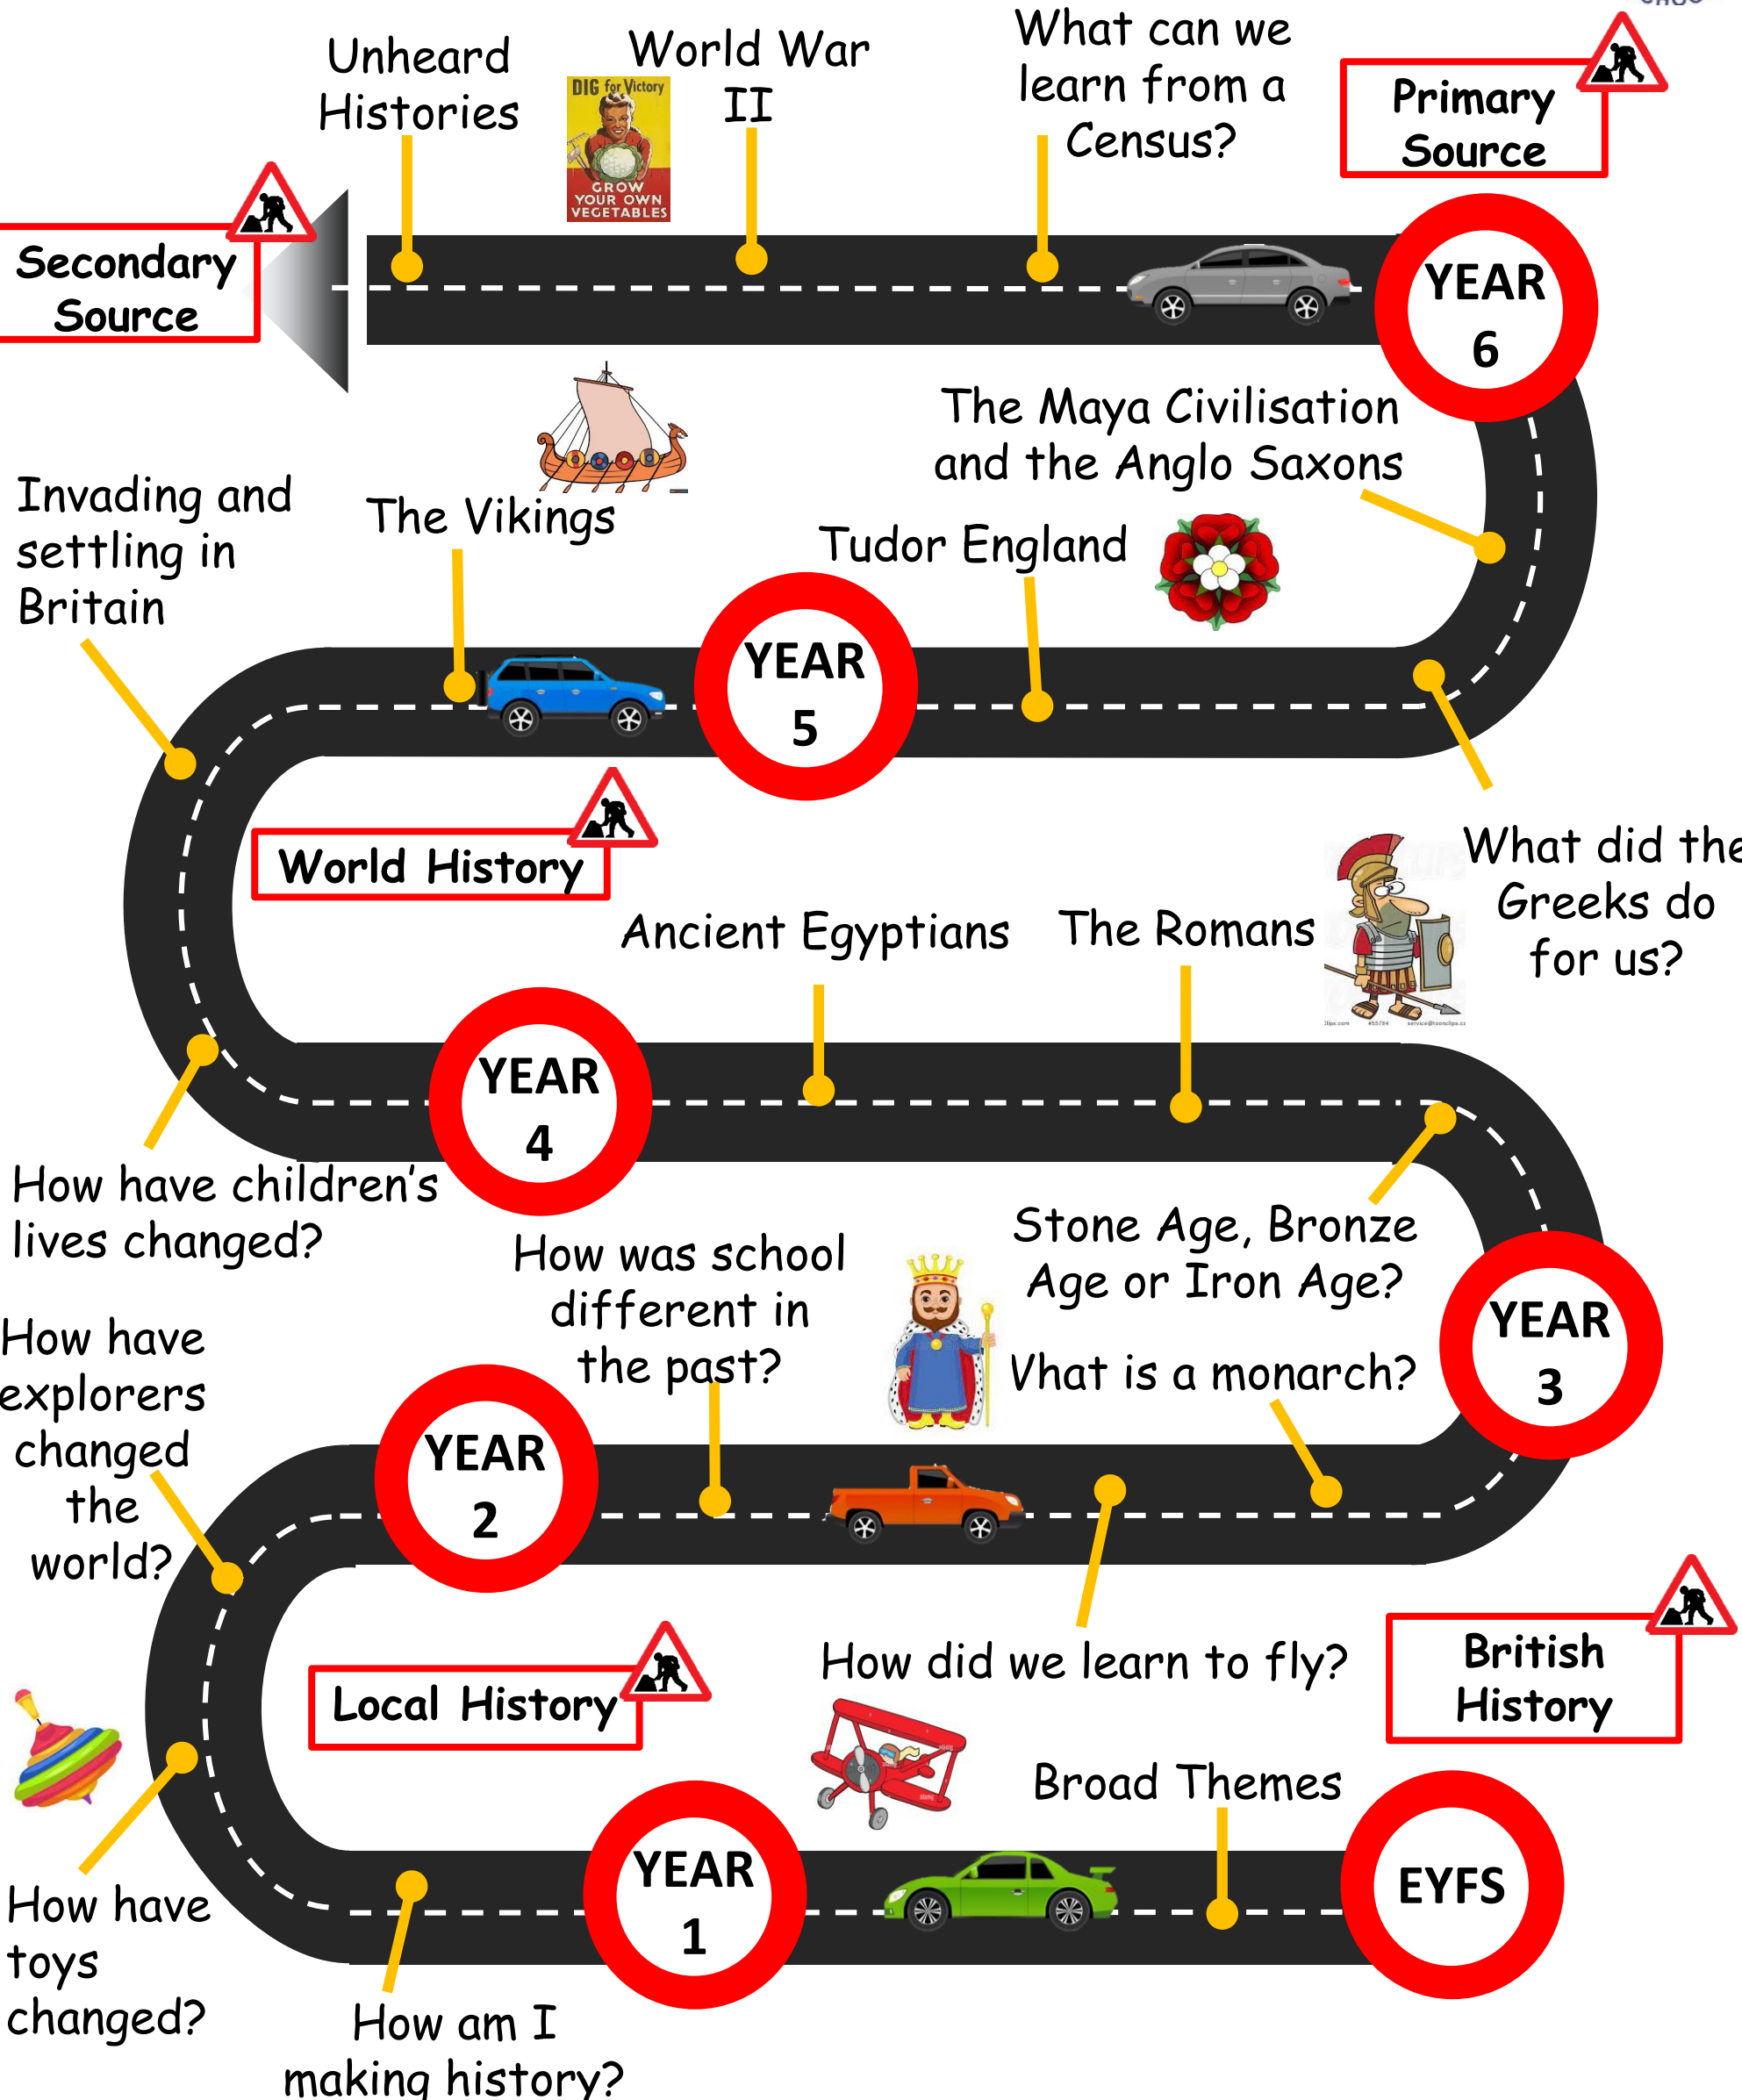 Unheard
Histories
World War
II
What can we
learn from a
Census?
Primary
Source
DIG for Victory
GROW
YOUR OWN
VEGETABLES
Secondary
Source
YEAR
6
The Maya Civilisation
and the Anglo Saxons
Invading and
settling in
Britain
The Vikings
Tudor England
YEAR
5
World History
What did the
Greeks do
for us?
Ancient Egyptians
The Romans
YEAR
4
How have children's
lives changed?
Stone Age, Bronze
Age or Iron Age?
How was school
different in
the past?
How have
explorers
changed
the
world?
What is a monarch?
YEAR
3
YEAR
2
How did we learn to fly?
British
History
Local History
Broad Themes
YEAR
1
EYFS
How have
toys
changed?
How am I
making history?